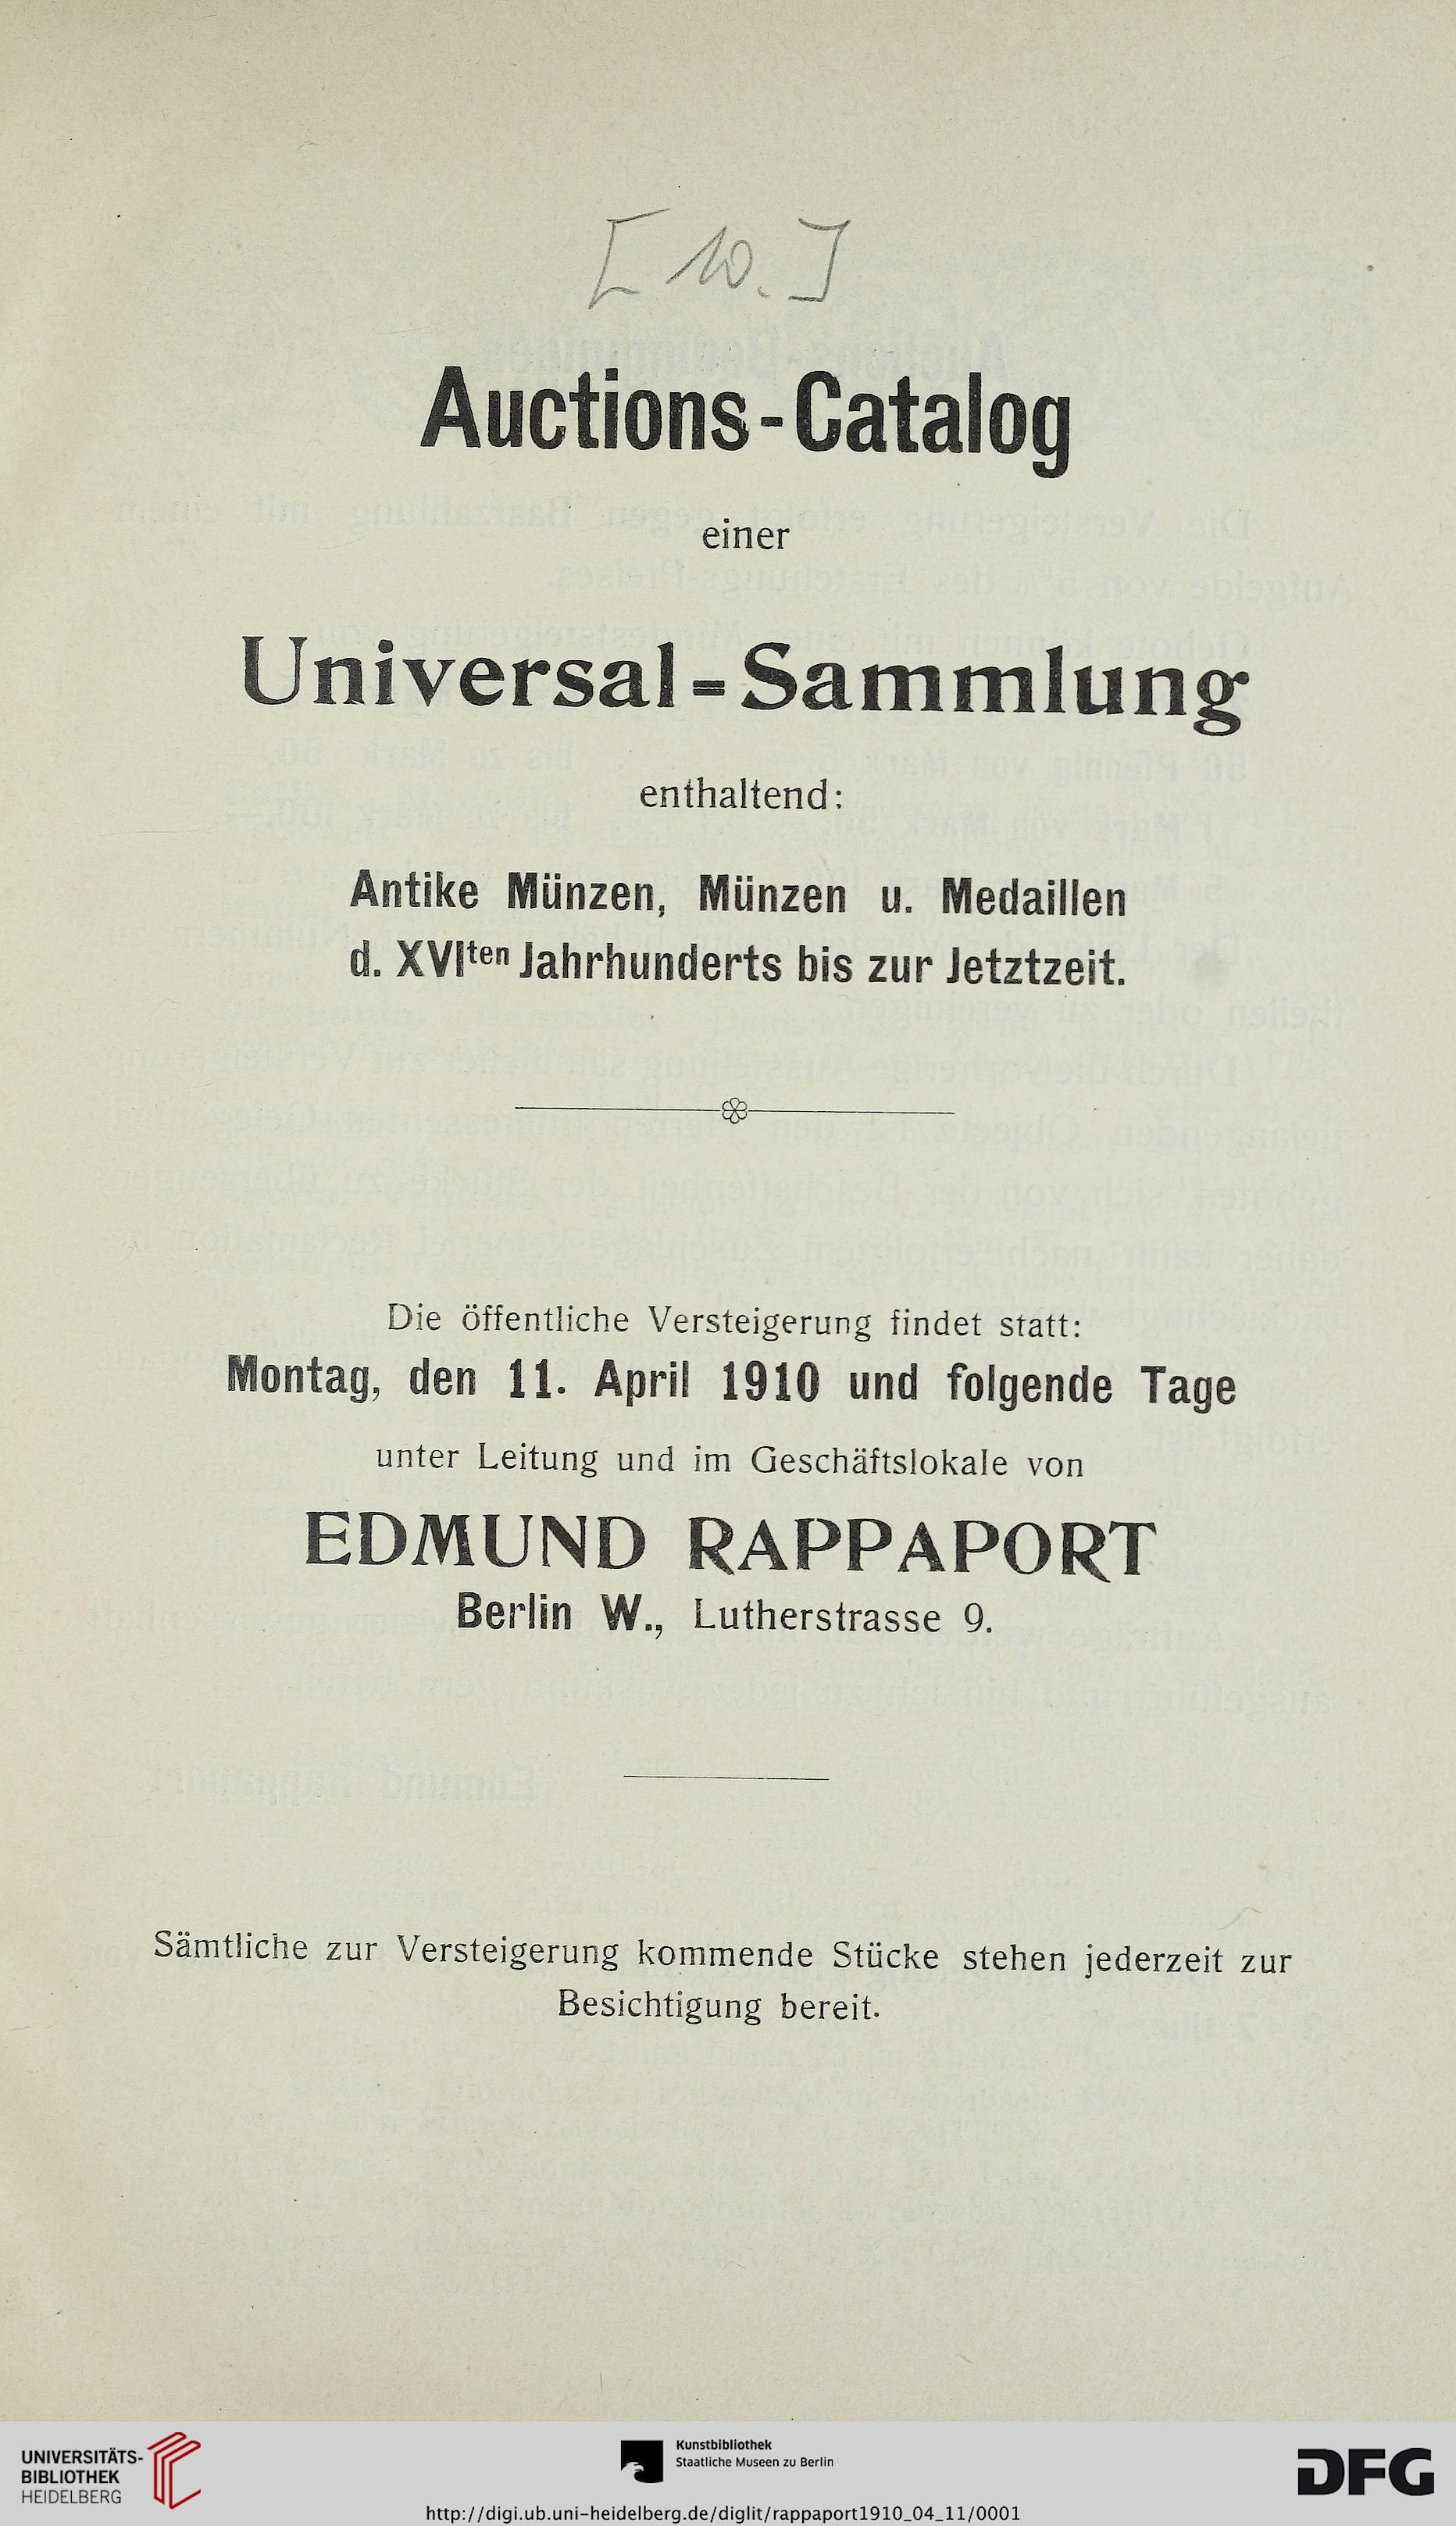 [10.]
Auctions-Catalog
einer
Universal=Sammlung
enthaltend:
Antike Münzen, Münzen u. Medaillen
d. XVIten Jahrhunderts bis zur Jetztzeit.
Die öffentliche Versteigerung findet statt:
Montag, den 11. April 1910 und folgende Tage
unter Leitung und im Geschäftslokale von
EDMUND RAPPAPORT
Berlin W., Lutherstrasse 9.
Sämtliche zur Versteigerung kommende Stücke stehen jederzeit zur
Besichtigung bereit.
UNIVERSITÄTS-
BIBLIOTHEK
HEIDELBERG
Kunstbibliothek
Staatliche Museen zu Berlin
DFG
http://digi.ub.uni-heidelberg.de/diglit/rappaport1910_04_11/0001